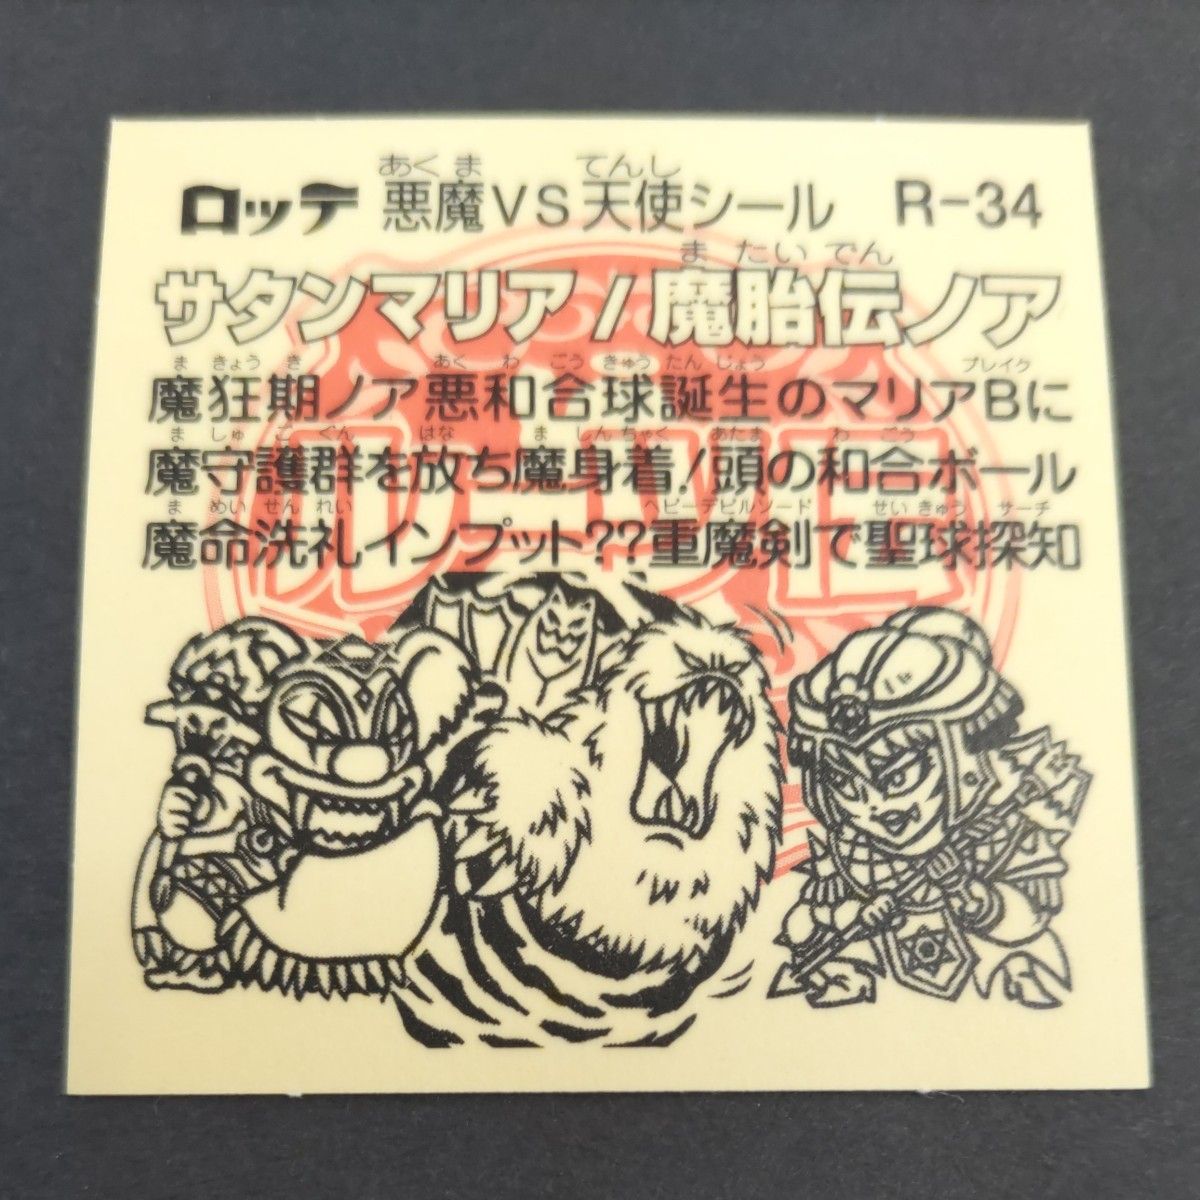 ロッテ 悪魔VS天使シール R-34
サタンマリア/魔胎伝ノア
魔狂期ノア悪和合球誕生のマリアBに
魔守護群を放ち魔身着!頭の和合ボール
魔命洗礼インプット??重魔剣で聖球探知